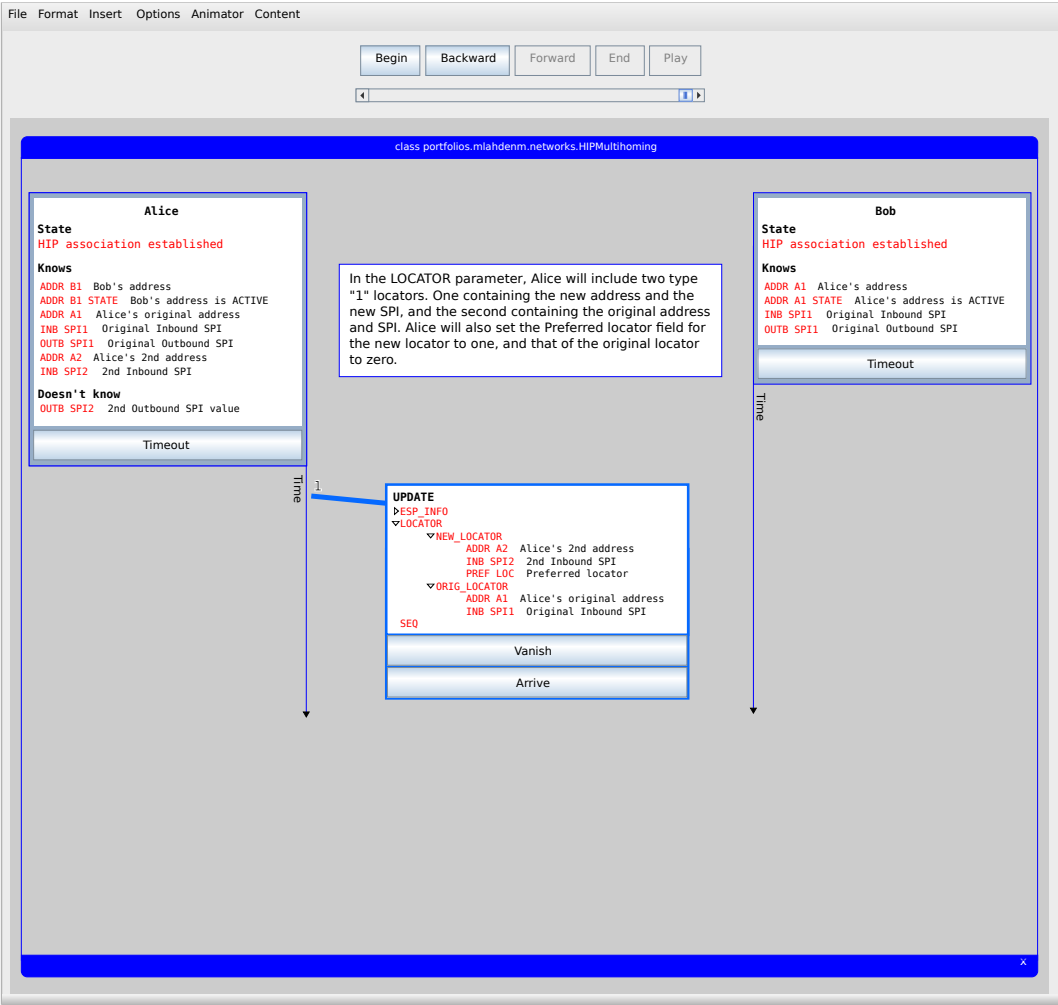 File Format Insert Options Animator Content
Begin Backward Forward End Play
class portfolios.mlahdenm.networks.HIPMultihoming
Alice
State
HIP association established
Knows
ADDR B1 Bob's address
ADDR B1 STATE Bob's address is ACTIVE
ADDR A1 Alice's original address
INB SPI1 Original Inbound SPI
OUTB SPI1 Original Outbound SPI
ADDR A2 Alice's 2nd address
INB SPI2 2nd Inbound SPI
Doesn't know
OUTB SPI2 2nd Outbound SPI value
Timeout
Time
In the LOCATOR parameter, Alice will include two type
"1" locators. One containing the new address and the
new SPI, and the second containing the original address
and SPI. Alice will also set the Preferred locator field for
the new locator to one, and that of the original locator
to zero.
Bob
State
HIP association established
Knows
ADDR A1 Alice's address
ADDR A1 STATE Alice's address is ACTIVE
INB SPI1 Original Inbound SPI
OUTB SPI1 Original Outbound SPI
Timeout
Time
1
UPDATE
ESP_INFO
LOCATOR
NEW_LOCATOR
ADDR A2 Alice's 2nd address
INB SPI2 2nd Inbound SPI
PREF LOC Preferred locator
ORIG_LOCATOR
ADDR A1 Alice's original address
INB SPI1 Original Inbound SPI
SEQ
Vanish
Arrive
X